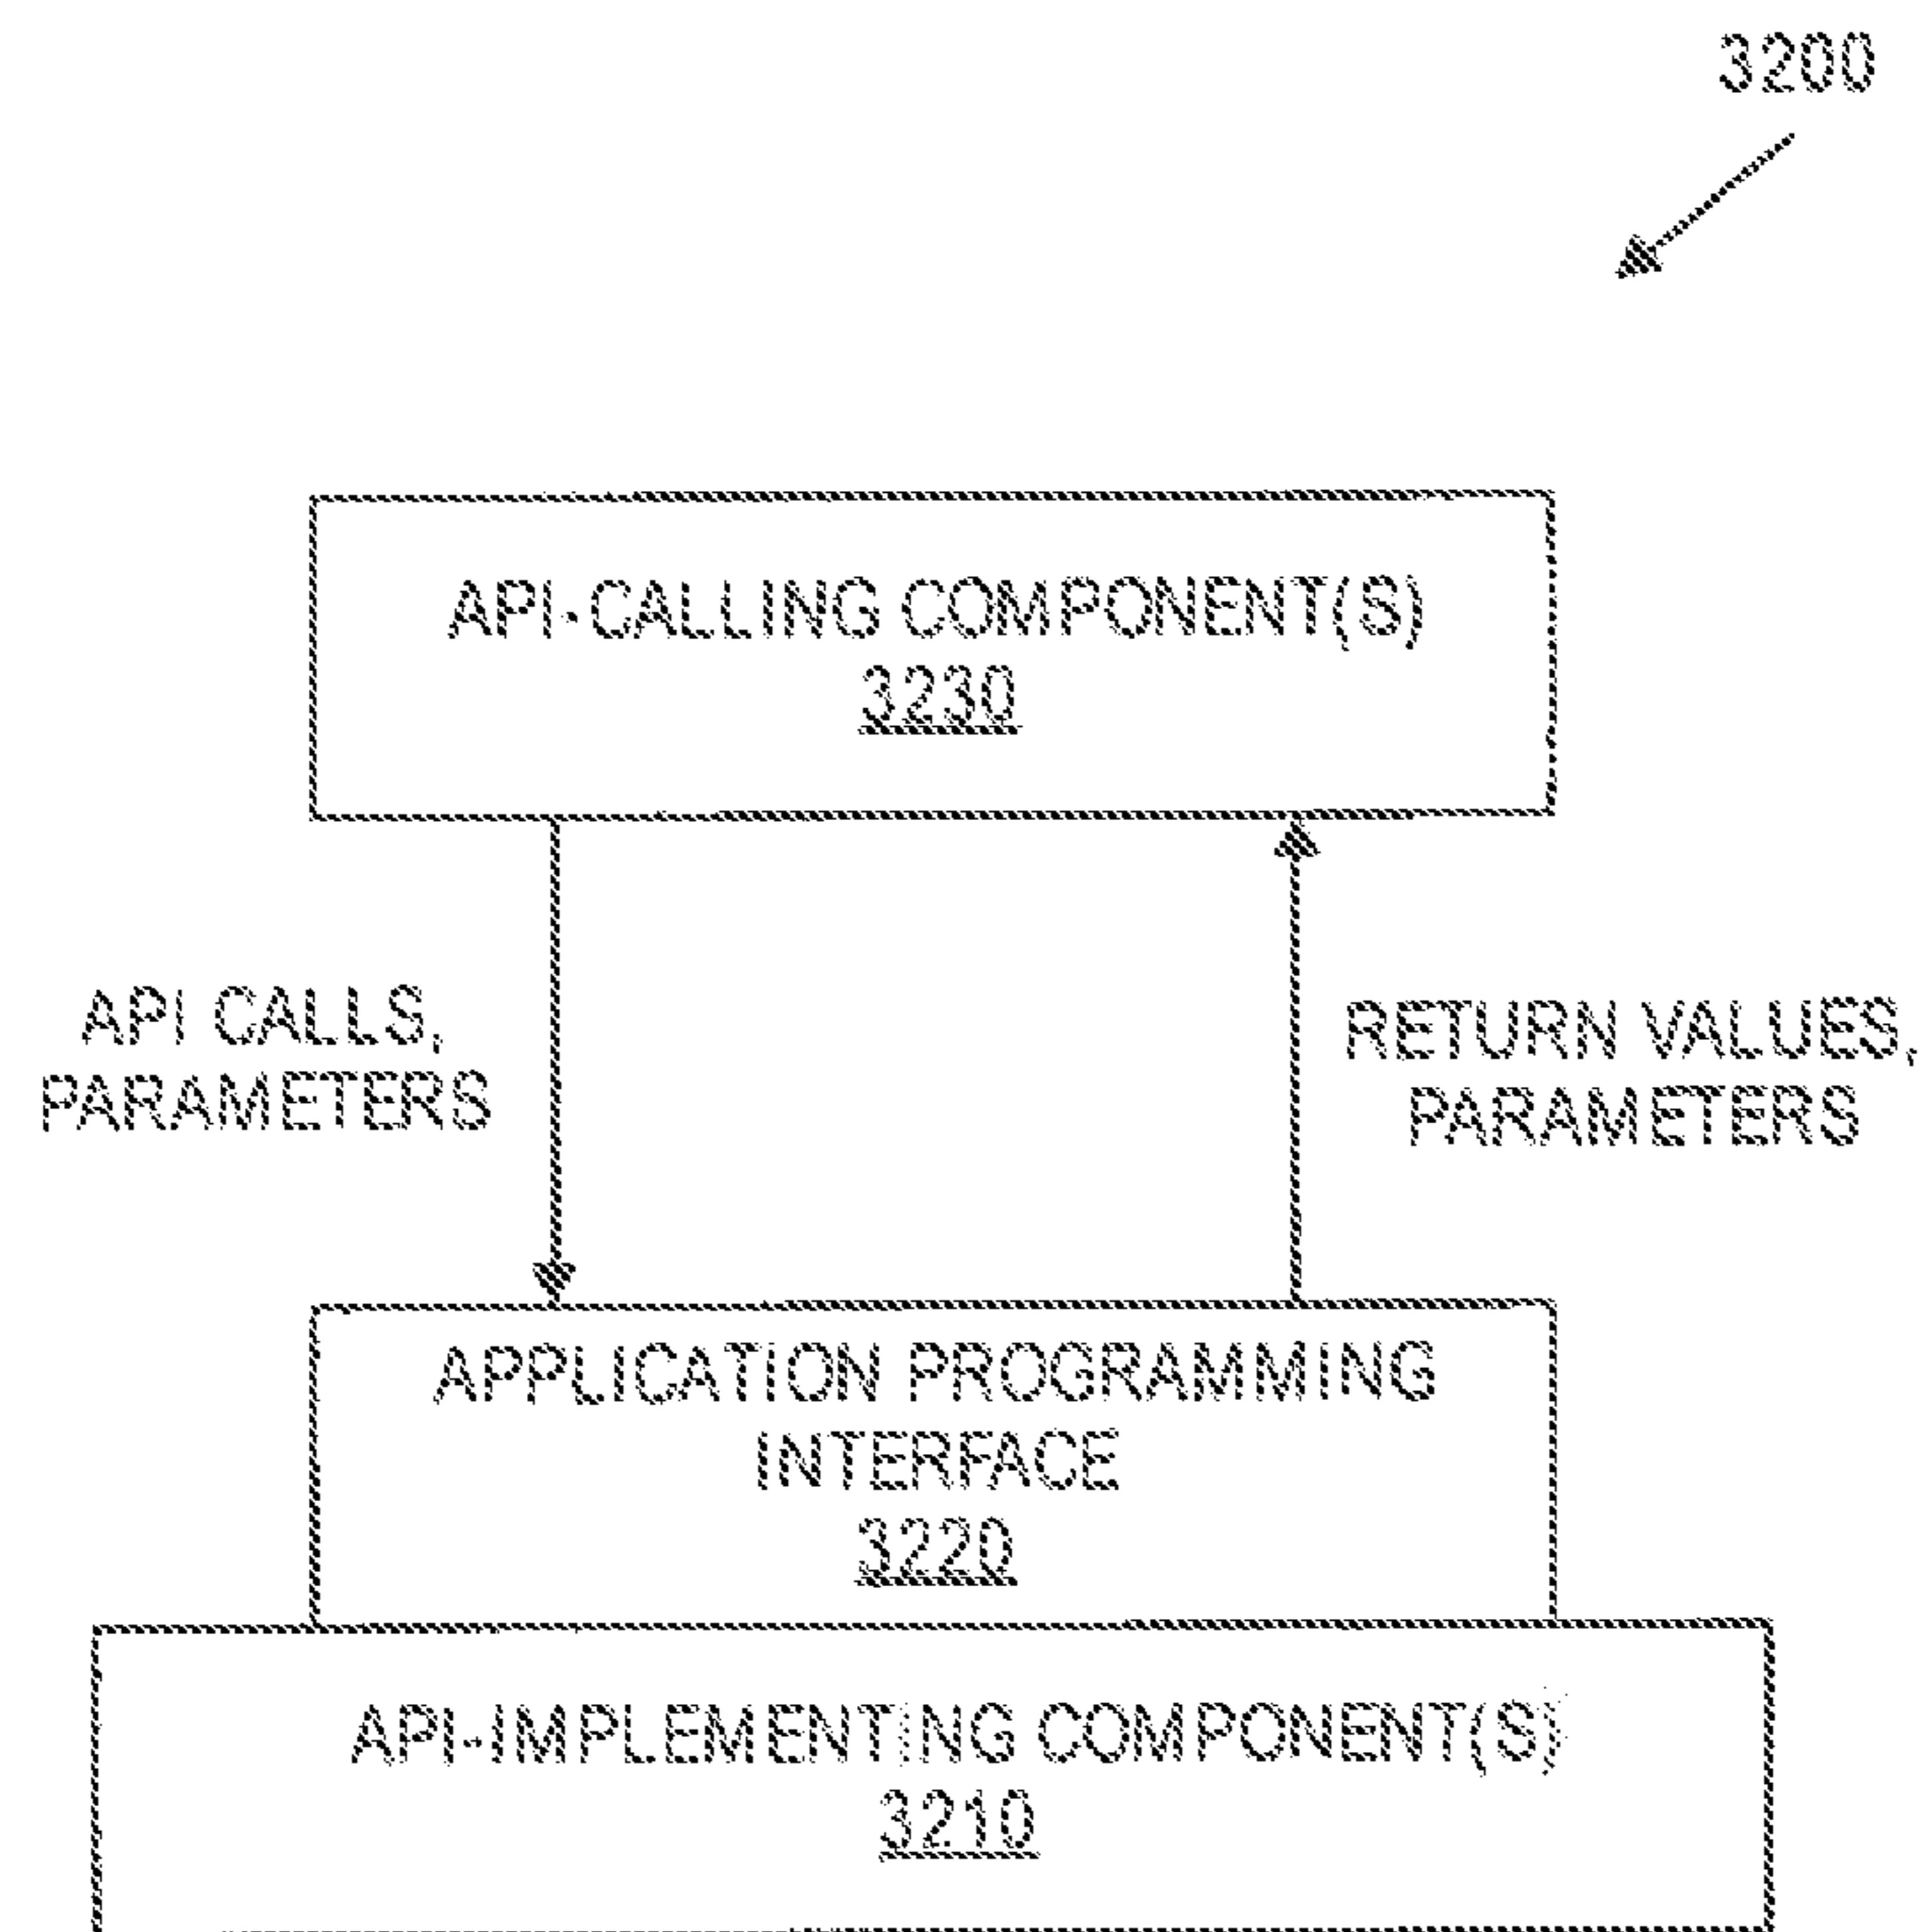 3200
API-CALLING COMPONENT(S)
3230
API CALLS,
PARAMETERS
RETURN VALUES,
PARAMETERS
APPLICATION PROGRAMMING
INTERFACE
3220
API-IMPLEMENTING COMPONENT(S)
3210